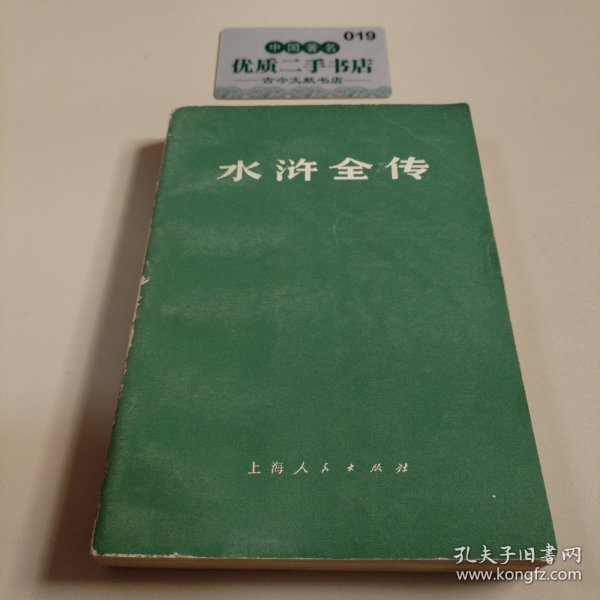 019
中国著名
优质二手书店
古今文献书店
水浒全传
上海人民出版社
孔夫子旧书网
www.kongfz.com